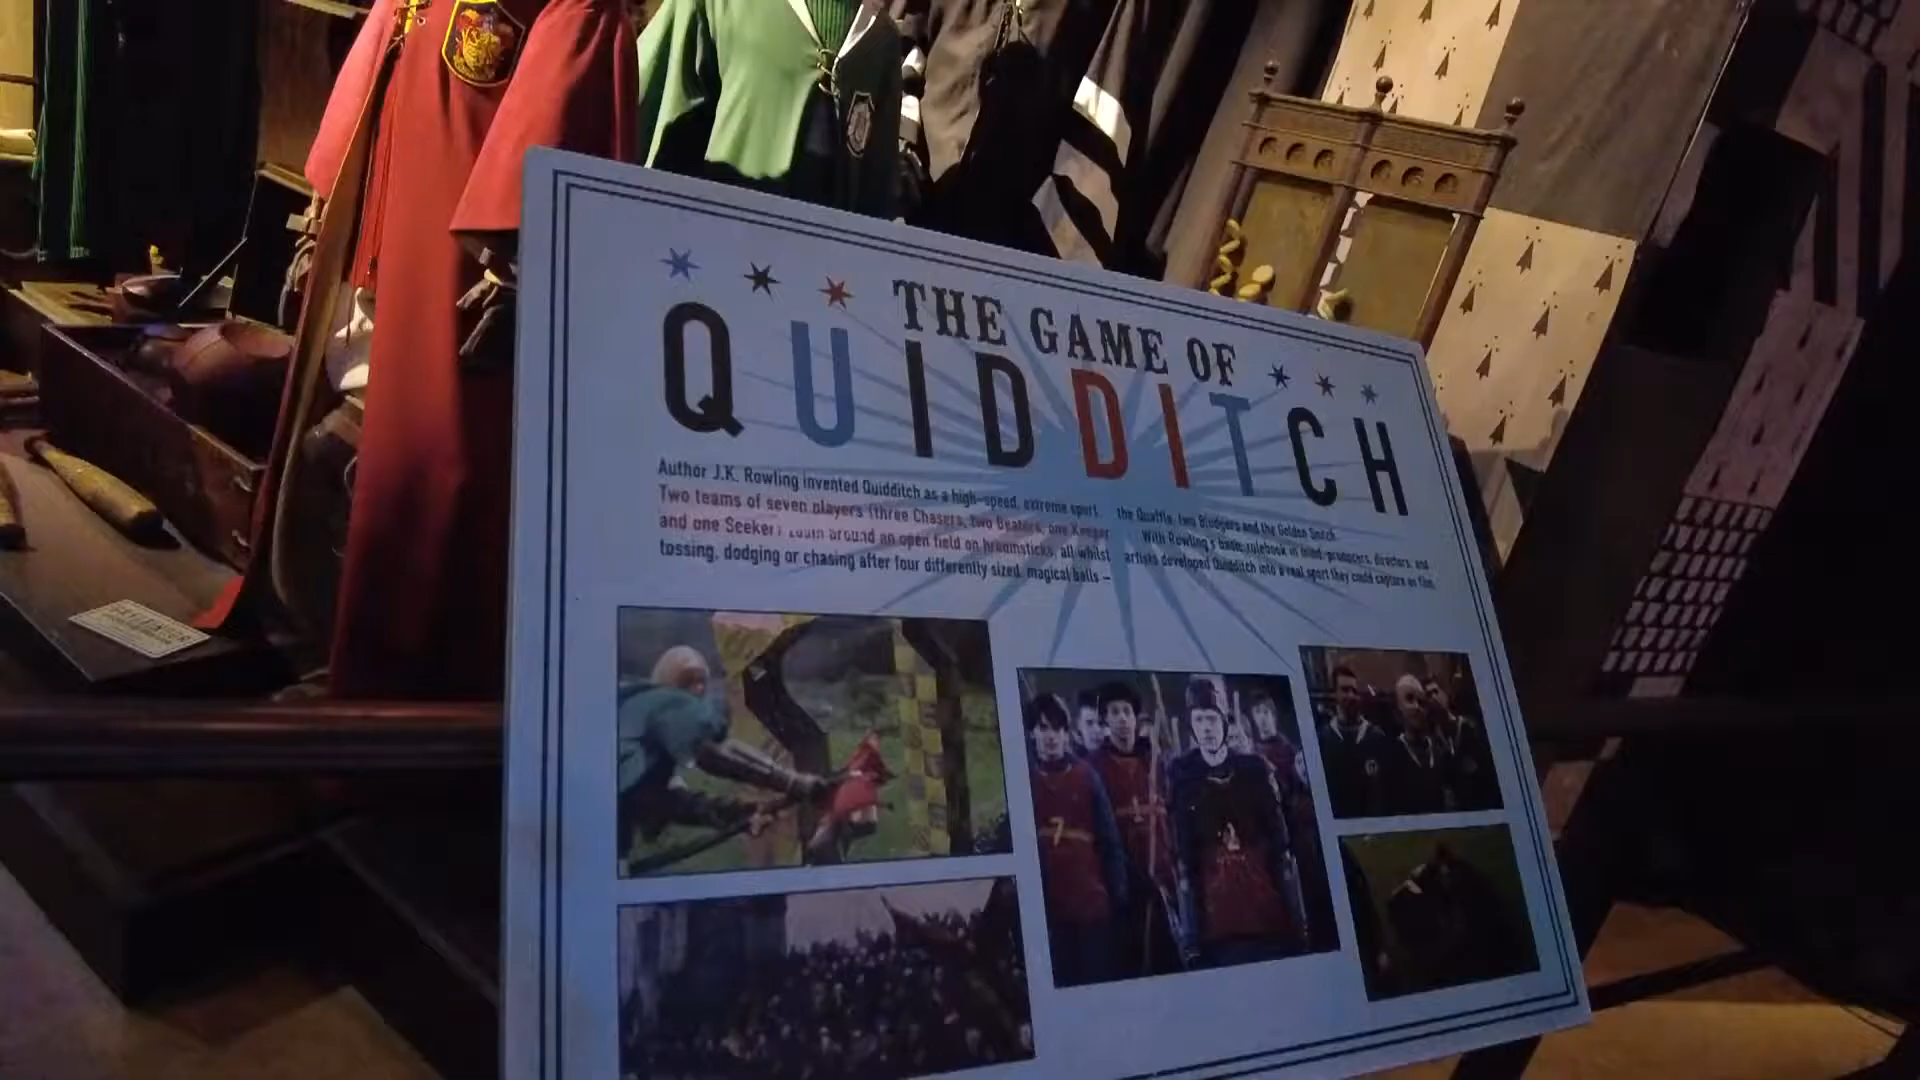 THE GAME OF
QUIDDITCH
Author J.K. Rowling invented Quidditch as a high-speed, extreme sport.
Two teams of seven players (three Chasers, two Beaters, one Keeper
and one Seeker) zoom around an open field on broomsticks, all whilst
tossing, dodging or chasing after four differently sized, magical balls –
the Quaffle, two Bludgers and the Golden Snitch.
With Rowling's basic rulebook in mind, producers, directors, and
artists developed Quidditch into a real sport they could capture on film.
7